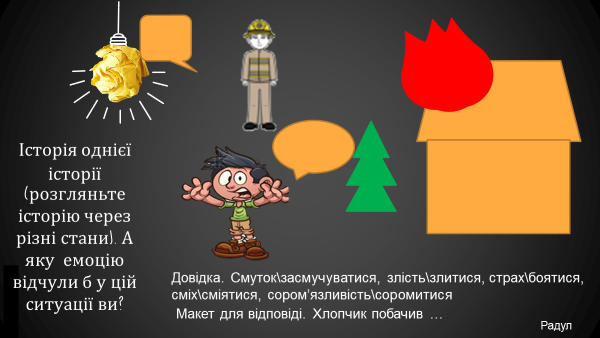 Історія однієї
історії
(розгляньте
історію через
різні стани). А
яку емоцію
відчули б у цій
ситуації ви?
Довідка. Смуток\засмучуватися, злість\злитися, страх\боятися,
сміх\сміятися, сором'язливість\соромитися
Макет для відповіді. Хлопчик побачив …
Радул